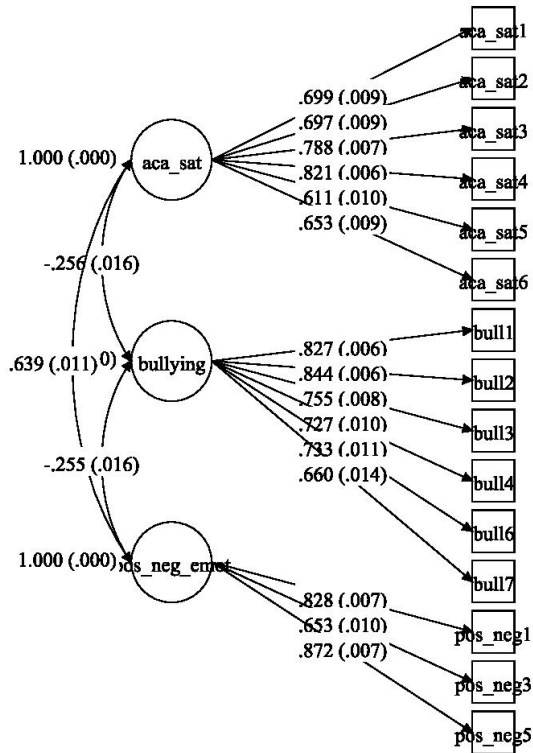 aca_sat1
aca_sat2
.699 (.009)
.697 (.009)
aca_sat3
.788 (.007)
1.000 (.000)
aca_sat
.821 (.006)
aca_sat4
.611 (.010)
aca_sat5
.653 (.009)
-.256 (.016)
aca_sat6
bull1
.827 (.006)
.639 (.011)
0)
bullying
.844 (.006)
bull2
.755 (.008)
bull3
.727 (.010)
.733 (.011)
-.255 (.016)
.660 (.014)
bull4
bull6
1.000 (.000)
pos_neg_emot
bull7
.828 (.007)
.653 (.010)
pos_neg1
.872 (.007)
pos_neg3
pos_neg5